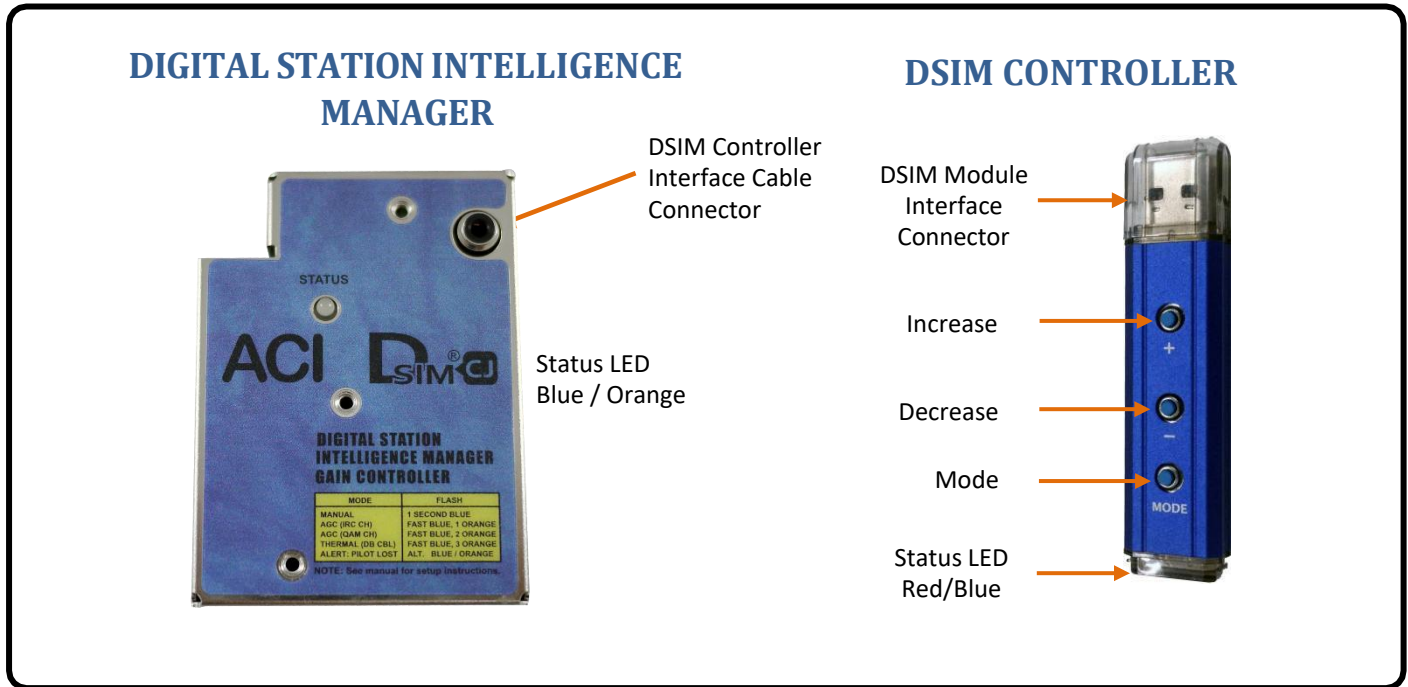 DIGITAL STATION INTELLIGENCE
MANAGER
DSIM Controller
Interface Cable
Connector
STATUS
ACI DSIM® CJ
Status LED
Blue / Orange
DIGITAL STATION
INTELLIGENCE MANAGER
GAIN CONTROLLER
MODE FLASH
MANUAL 1 SECOND BLUE
AGC (IRC CH) FAST BLUE, 1 ORANGE
AGC (QAM CH) FAST BLUE, 2 ORANGE
THERMAL (DB CBL) FAST BLUE, 3 ORANGE
ALERT: PILOT LOST ALT. BLUE / ORANGE
NOTE: See manual for setup instructions.
DSIM CONTROLLER
DSIM Module
Interface
Connector
Increase
+
Decrease
−
Mode
MODE
Status LED
Red/Blue